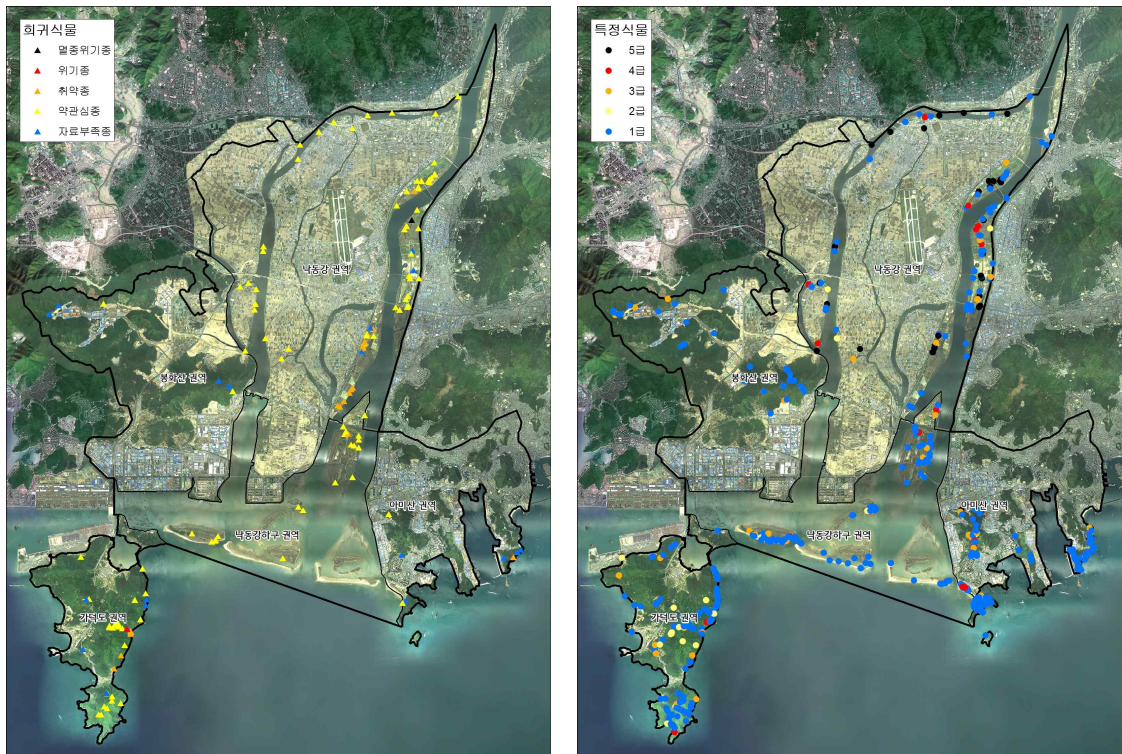 희귀식물
멸종위기종
위기종
취약종
약관심종
자료부족종
낙동강 권역
봉화산 권역
아미산 권역
낙동강하구 권역
가덕도 권역
특정식물
5급
4급
3급
2급
1급
낙동강 권역
봉화산 권역
아미산 권역
낙동강하구 권역
가덕도 권역